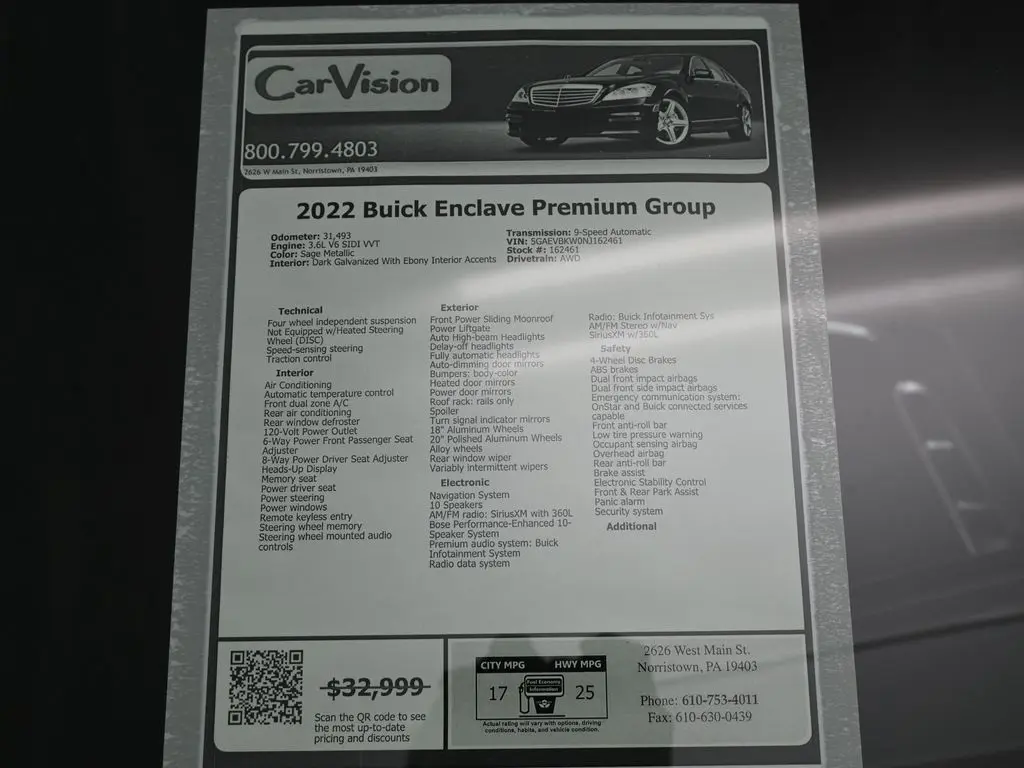 CarVision
800.799.4803
2626 W Main St, Norristown, PA 19403
2022 Buick Enclave Premium Group
Odometer: 31,493
Engine: 3.6L V6 SIDI VVT
Color: Sage Metallic
Interior: Dark Galvanized With Ebony Interior Accents
Transmission: 9-Speed Automatic
VIN: 5GAEVBKW0NJ162461
Stock #: 162461
Drivetrain: AWD
Technical
Four wheel independent suspension
Not Equipped w/Heated Steering
Wheel (DISC)
Speed-sensing steering
Traction control
Interior
Air Conditioning
Automatic temperature control
Front dual zone A/C
Rear air conditioning
Rear window defroster
120-Volt Power Outlet
6-Way Power Front Passenger Seat
Adjuster
8-Way Power Driver Seat Adjuster
Heads-Up Display
Memory seat
Power driver seat
Power steering
Power windows
Remote keyless entry
Steering wheel memory
Steering wheel mounted audio
controls
Exterior
Front Power Sliding Moonroof
Power Liftgate
Auto High-beam Headlights
Delay-off headlights
Fully automatic headlights
Auto-dimming door mirrors
Bumpers: body-color
Heated door mirrors
Power door mirrors
Roof rack: rails only
Spoiler
Turn signal indicator mirrors
18" Aluminum Wheels
20" Polished Aluminum Wheels
Alloy wheels
Rear window wiper
Variably intermittent wipers
Electronic
Navigation System
10 Speakers
AM/FM radio: SiriusXM with 360L
Bose Performance-Enhanced 10-
Speaker System
Premium audio system: Buick
Infotainment System
Radio data system
Radio: Buick Infotainment Sys
AM/FM Stereo w/Nav
SiriusXM w/360L
Safety
4-Wheel Disc Brakes
ABS brakes
Dual front impact airbags
Dual front side impact airbags
Emergency communication system:
OnStar and Buick connected services
capable
Front anti-roll bar
Low tire pressure warning
Occupant sensing airbag
Overhead airbag
Rear anti-roll bar
Brake assist
Electronic Stability Control
Front & Rear Park Assist
Panic alarm
Security system
Additional
$32,999
Scan the QR code to see
the most up-to-date
pricing and discounts
CITY MPG HWY MPG
17 25
Fuel Economy
Information
Actual rating will vary with options, driving
conditions, habits, and vehicle condition.
2626 West Main St.
Norristown, PA 19403
Phone: 610-753-4011
Fax: 610-630-0439